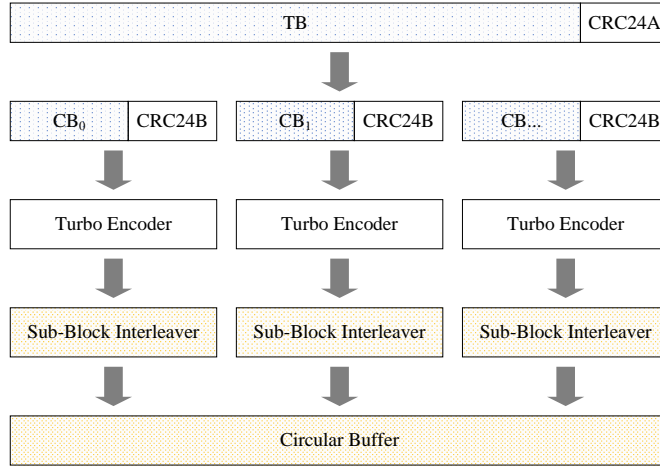 TB CRC24A
CB₀ CRC24B CB₁ CRC24B CB... CRC24B
Turbo Encoder Turbo Encoder Turbo Encoder
Sub-Block Interleaver Sub-Block Interleaver Sub-Block Interleaver
Circular Buffer